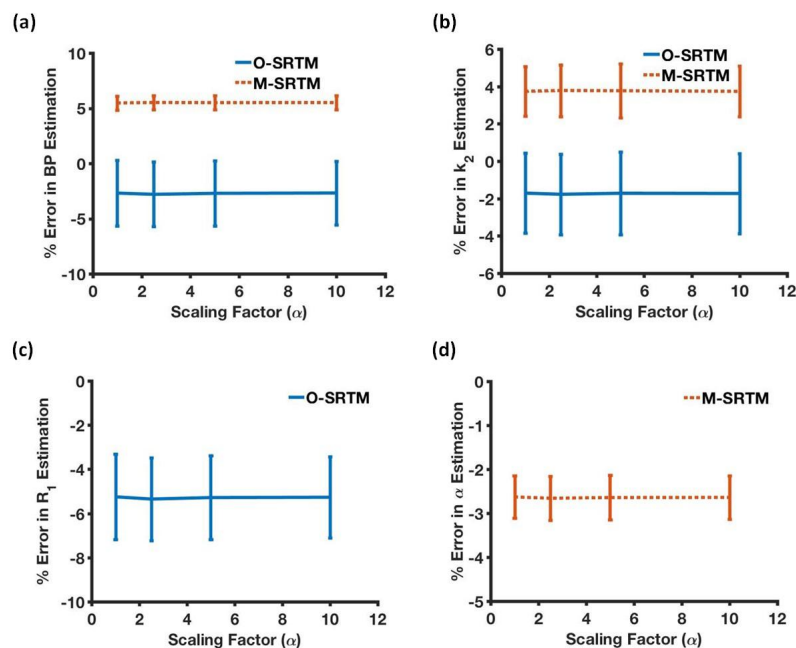 (a)
10
5
0
-5
-10
% Error in BP Estimation
O-SRTM
M-SRTM
0 2 4 6 8 10 12
Scaling Factor (α)
(b)
6
4
2
0
-2
-4
-6
% Error in k2 Estimation
O-SRTM
M-SRTM
0 2 4 6 8 10 12
Scaling Factor (α)
(c)
0
-2
-4
-6
-8
-10
% Error in R1 Estimation
O-SRTM
0 2 4 6 8 10 12
Scaling Factor (α)
(d)
0
-1
-2
-3
-4
-5
% Error in α Estimation
M-SRTM
0 2 4 6 8 10 12
Scaling Factor (α)